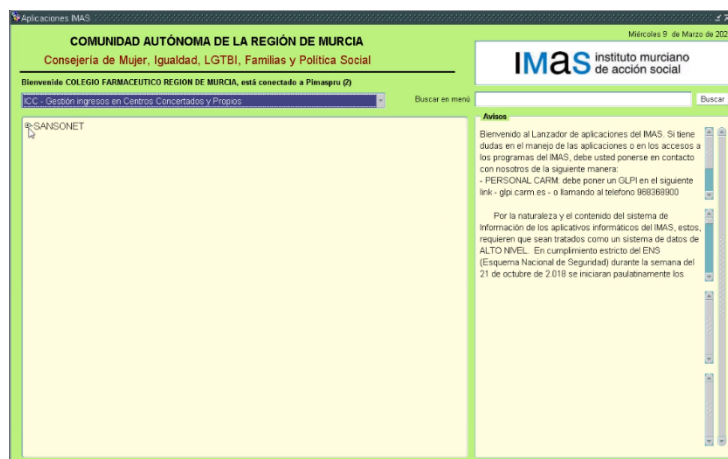 Aplicaciones IMAS
Miércoles 9 de Marzo de 202
COMUNIDAD AUTÓNOMA DE LA REGIÓN DE MURCIA
Consejería de Mujer, Igualdad, LGTBI, Familias y Política Social
IMAS instituto murciano
de acción social
Bienvenido COLEGIO FARMACEUTICO REGION DE MURCIA, está conectado a Pimaspru (2)
ICC - Gestión ingresos en Centros Concertados y Propios
Buscar en menú
Buscar
SANSONET
Avisos
Bienvenido al Lanzador de aplicaciones del IMAS. Si tiene
dudas en el manejo de las aplicaciones o en los accesos a
los programas del IMAS, debe usted ponerse en contacto
con nosotros de la siguiente manera:
- PERSONAL CARM: debe poner un GLPI en el siguiente
link - glpi.carm.es - o llamando al telefono 968368900
Por la naturaleza y el contenido del sistema de
Información de los aplicativos informáticos del IMAS, estos,
requieren que sean tratados como un sistema de datos de
ALTO NIVEL. En cumplimiento estricto del ENS
(Esquema Nacional de Seguridad) durante la semana del
21 de octubre de 2.018 se iniciaran paulatinamente los